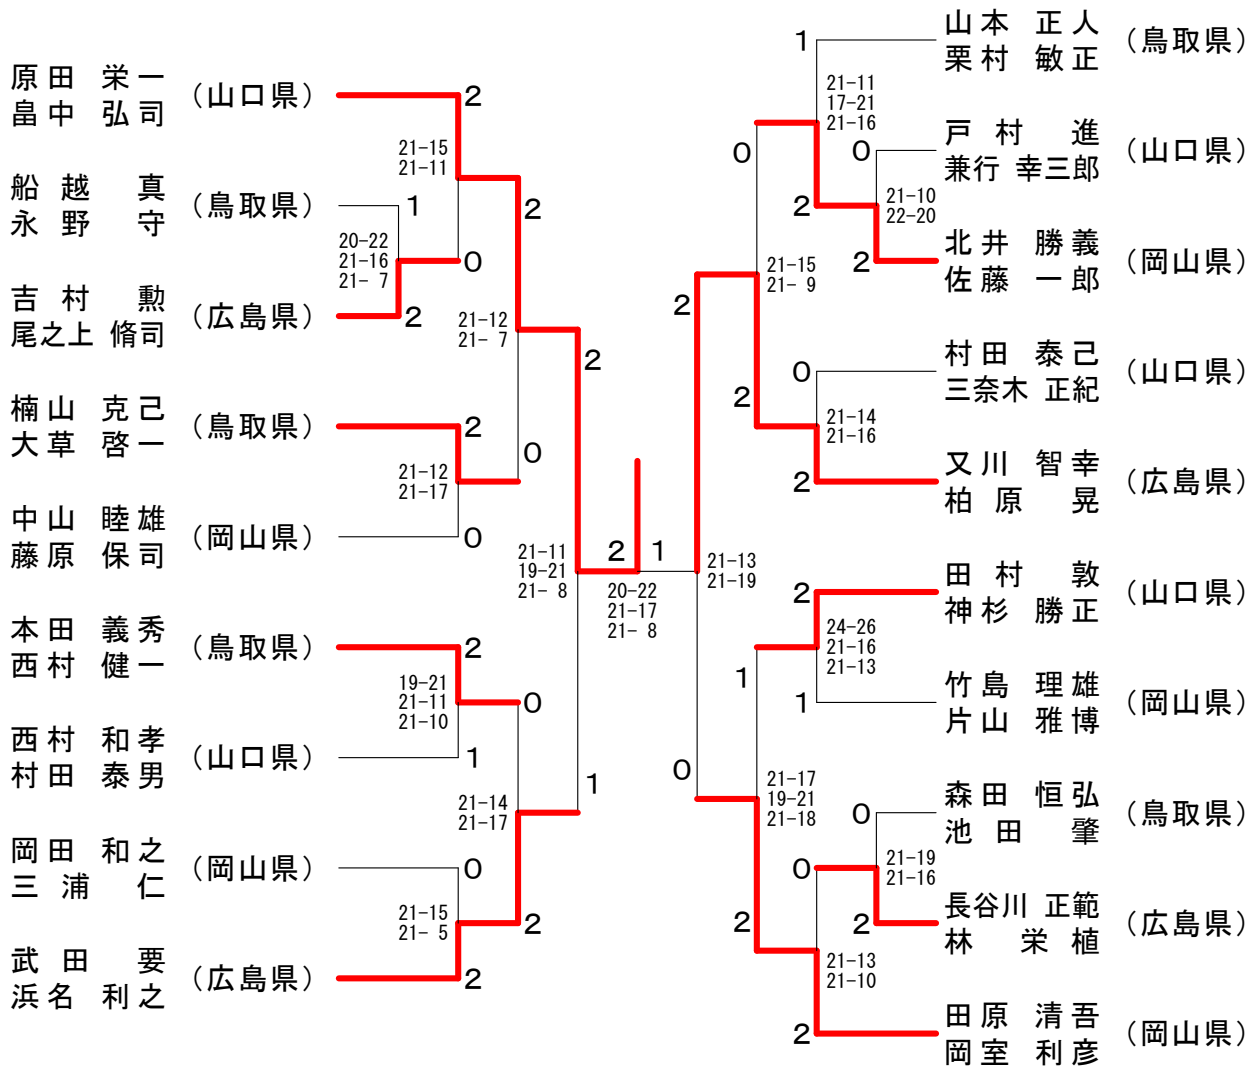 原田 栄一
畠中 弘司
(山口県)
2
21-15
21-11
船越 真
永野 守
(鳥取県)
1
2
20-22
21-16
21- 7
0
吉村 勲
尾之上 脩司
(広島県)
2
21-12
21- 7
2
楠山 克己
大草 啓一
(鳥取県)
2
0
21-12
21-17
中山 睦雄
藤原 保司
(岡山県)
0
21-11
19-21
21- 8
2
1
20-22
21-17
21- 8
本田 義秀
西村 健一
(鳥取県)
2
19-21
21-11
21-10
0
西村 和孝
村田 泰男
(山口県)
1
1
21-14
21-17
岡田 和之
三浦 仁
(岡山県)
0
21-15
21- 5
2
武田 要
浜名 利之
(広島県)
2
1
山本 正人
栗村 敏正
(鳥取県)
21-11
17-21
21-16
0
0
戸村 進
兼行 幸三郎
(山口県)
2
21-10
22-20
2
北井 勝義
佐藤 一郎
(岡山県)
21-15
21- 9
2
0
村田 泰己
三奈木 正紀
(山口県)
2
21-14
21-16
2
又川 智幸
柏原 晃
(広島県)
21-13
21-19
2
田村 敦
神杉 勝正
(山口県)
24-26
21-16
21-13
1
1
竹島 理雄
片山 雅博
(岡山県)
0
21-17
19-21
21-18
0
森田 恒弘
池田 肇
(鳥取県)
0
21-19
21-16
2
2
長谷川 正範
林 栄植
(広島県)
21-13
21-10
2
田原 清吾
岡室 利彦
(岡山県)